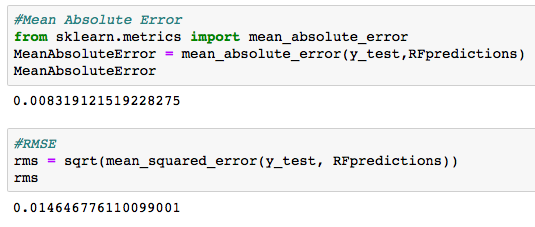 #Mean Absolute Error
from sklearn.metrics import mean_absolute_error
MeanAbsoluteError = mean_absolute_error(y_test,RFpredictions)
MeanAbsoluteError
0.008319121519228275
#RMSE
rms = sqrt(mean_squared_error(y_test, RFpredictions))
rms
0.014646776110099001